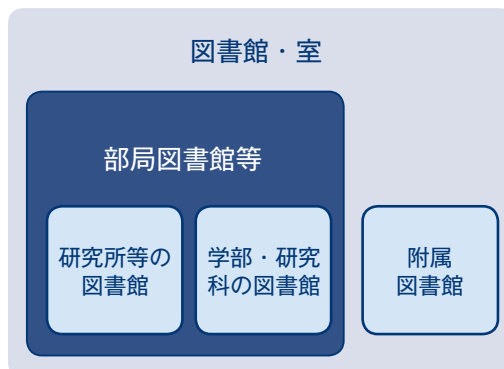 図書館・室
部局図書館等
研究所等の
図書館
学部・研究
科の図書館
附属
図書館